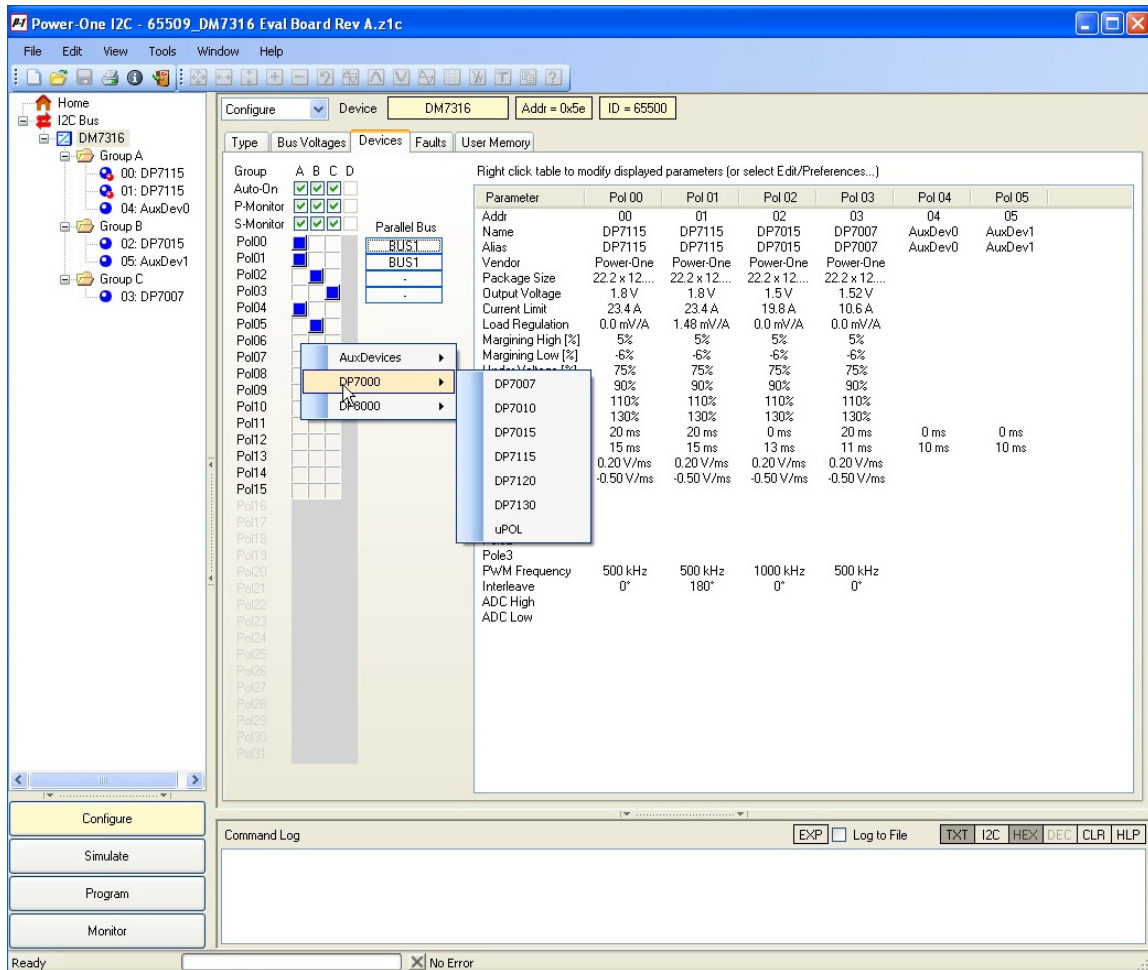 Power-One I2C - 65509_DM7316 Eval Board Rev A.z1c
File Edit View Tools Window Help
Home
I2C Bus
DM7316
Group A
00: DP7115
01: DP7115
04: AuxDev0
Group B
02: DP7015
05: AuxDev1
Group C
03: DP7007
Configure Device DM7316 Addr = 0x5e ID = 65500
Type Bus Voltages Devices Faults User Memory
Group A B C D
Auto-On
P-Monitor
S-Monitor
Parallel Bus
Pol00 BUS1
Pol01 BUS1
Pol02 -
Pol03 -
Pol04
Pol05
Pol06
Pol07
Pol08
Pol09
Pol10
Pol11
Pol12
Pol13
Pol14
Pol15
Pol16
Pol17
Pol18
Pol19
Pol20
Pol21
Pol22
Pol23
Pol24
Pol25
Pol26
Pol27
Pol28
Pol29
Pol30
Pol31
AuxDevices
DP7000
DP8000
DP7007
DP7010
DP7015
DP7115
DP7120
DP7130
uPOL
Right click table to modify displayed parameters (or select Edit/Preferences...)
Parameter Pol 00 Pol 01 Pol 02 Pol 03 Pol 04 Pol 05
Addr 00 01 02 03 04 05
Name DP7115 DP7115 DP7015 DP7007 AuxDev0 AuxDev1
Alias DP7115 DP7115 DP7015 DP7007 AuxDev0 AuxDev1
Vendor Power-One Power-One Power-One Power-One
Package Size 22.2 x 12.... 22.2 x 12.... 22.2 x 12.... 22.2 x 12....
Output Voltage 1.8 V 1.8 V 1.5 V 1.52 V
Current Limit 23.4 A 23.4 A 19.8 A 10.6 A
Load Regulation 0.0 mV/A 1.48 mV/A 0.0 mV/A 0.0 mV/A
Margining High [%] 5% 5% 5% 5%
Margining Low [%] -6% -6% -6% -6%
75% 75% 75% 75%
90% 90% 90% 90%
110% 110% 110% 110%
130% 130% 130% 130%
20 ms 20 ms 0 ms 20 ms 0 ms 0 ms
15 ms 15 ms 13 ms 11 ms 10 ms 10 ms
0.20 V/ms 0.20 V/ms 0.20 V/ms 0.20 V/ms
-0.50 V/ms -0.50 V/ms -0.50 V/ms -0.50 V/ms
Pole3
PWM Frequency 500 kHz 500 kHz 1000 kHz 500 kHz
Interleave 0° 180° 0° 0°
ADC High
ADC Low
Configure
Simulate
Program
Monitor
Command Log EXP Log to File TXT I2C HEX DEC CLR HLP
Ready No Error